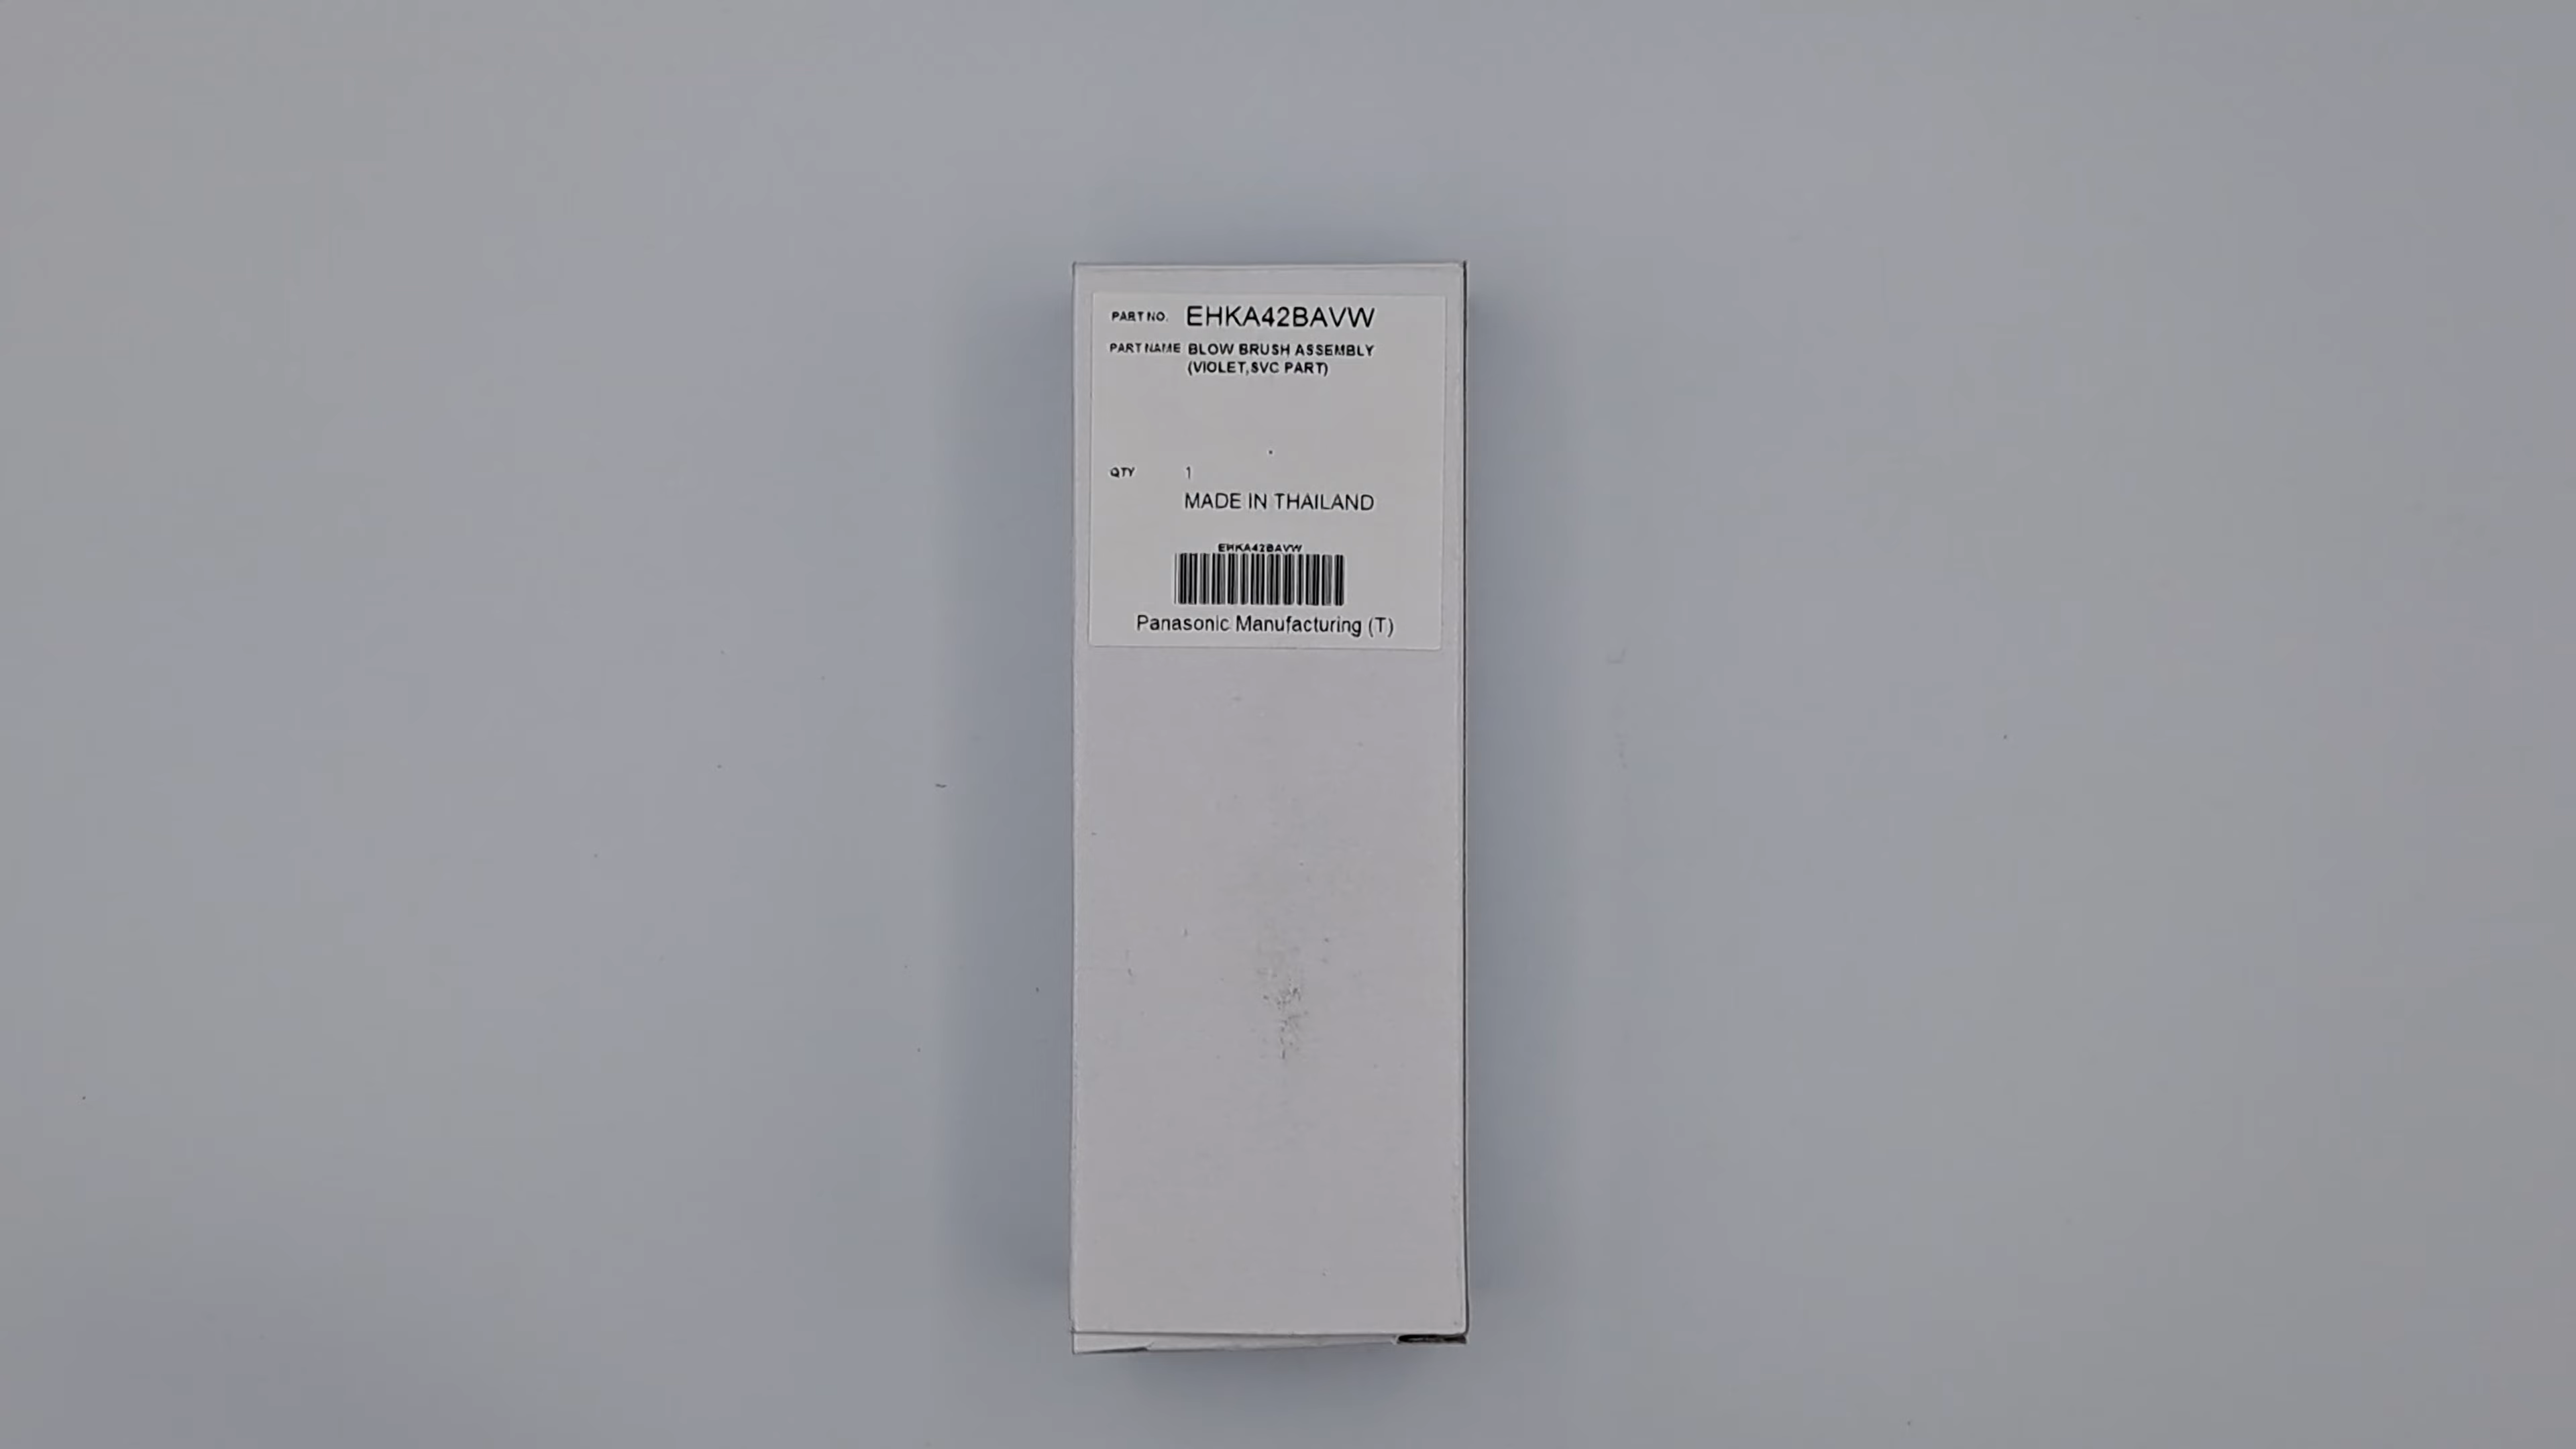 PART NO. EHKA42BAVW
PART NAME BLOW BRUSH ASSEMBLY
(VIOLET,SVC PART)
QTY 1
MADE IN THAILAND
EHKA42BAVW
Panasonic Manufacturing (T)